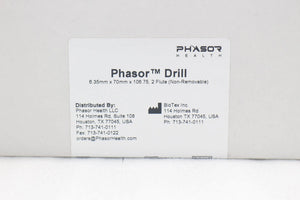 PHASOR
HEALTH
Phasor™ Drill
6.35mm x 70mm x 106.75, 2 Flute (Non-Removable)
Distributed By:
Phasor Health LLC
114 Holmes Rd, Suite 108
Houston, TX 77045, USA
Ph: 713-741-0111
Fax: 713-741-0122
orders@PhasorHealth.com
BioTex Inc
114 Holmes Rd
Houston, TX 77045, USA
Ph: 713-741-0111